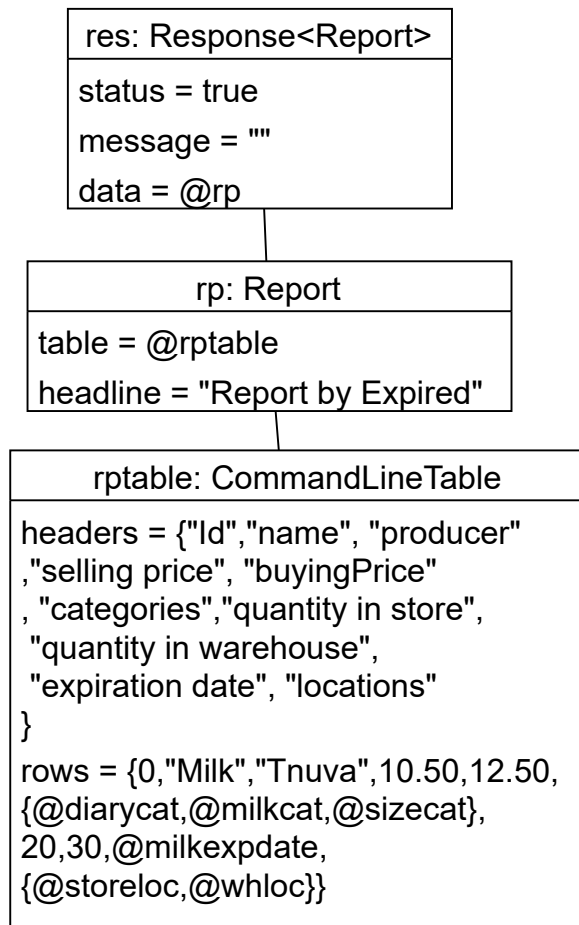 res: Response<Report>
status = true
message = ""
data = @rp
rp: Report
table = @rptable
headline = "Report by Expired"
rptable: CommandLineTable
headers = {"Id","name", "producer"
,"selling price", "buyingPrice"
, "categories","quantity in store",
"quantity in warehouse",
"expiration date", "locations"
}
rows = {0,"Milk","Tnuva",10.50,12.50,
{@diarycat,@milkcat,@sizecat},
20,30,@milkexpdate,
{@storeloc,@whloc}}